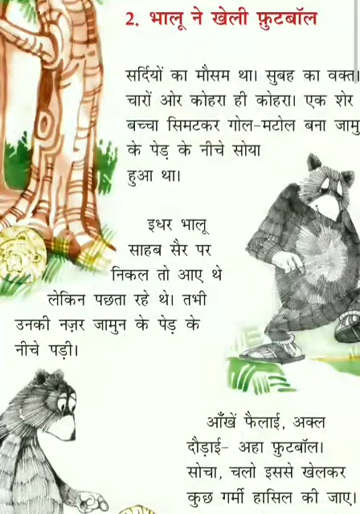 2. भालू ने खेली फ़ुटबॉल
सर्दियों का मौसम था। सुबह का वक्त।
चारों ओर कोहरा ही कोहरा। एक शेर
बच्चा सिमटकर गोल-मटोल बना जामु
के पेड़ के नीचे सोया
हुआ था।
इधर भालू
साहब सैर पर
निकल तो आए थे
लेकिन पछता रहे थे। तभी
उनकी नज़र जामुन के पेड़ के
नीचे पड़ी।
आँखें फैलाई, अक्ल
दौड़ाई- अहा फ़ुटबॉल।
सोचा, चलो इससे खेलकर
कुछ गर्मी हासिल की जाए।